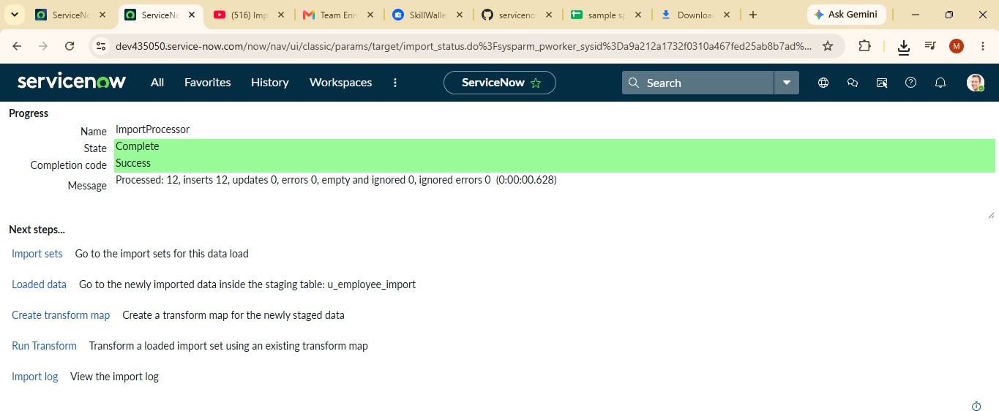 ServiceN
ServiceNc
(516) Imp
Team Enr
SkillWalle
serviceno
sample sp
Downloa
Ask Gemini
dev435050.service-now.com/now/nav/ui/classic/params/target/import_status.do%3Fsysparm_pworker_sysid%3Da9a212a1732f0310a467fed25ab8b7ad%...
M
servicenow All Favorites History Workspaces ServiceNow Search
Progress
Name ImportProcessor
State Complete
Completion code Success
Message Processed: 12, inserts 12, updates 0, errors 0, empty and ignored 0, ignored errors 0 (0:00:00.628)
Next steps...
Import sets Go to the import sets for this data load
Loaded data Go to the newly imported data inside the staging table: u_employee_import
Create transform map Create a transform map for the newly staged data
Run Transform Transform a loaded import set using an existing transform map
Import log View the import log